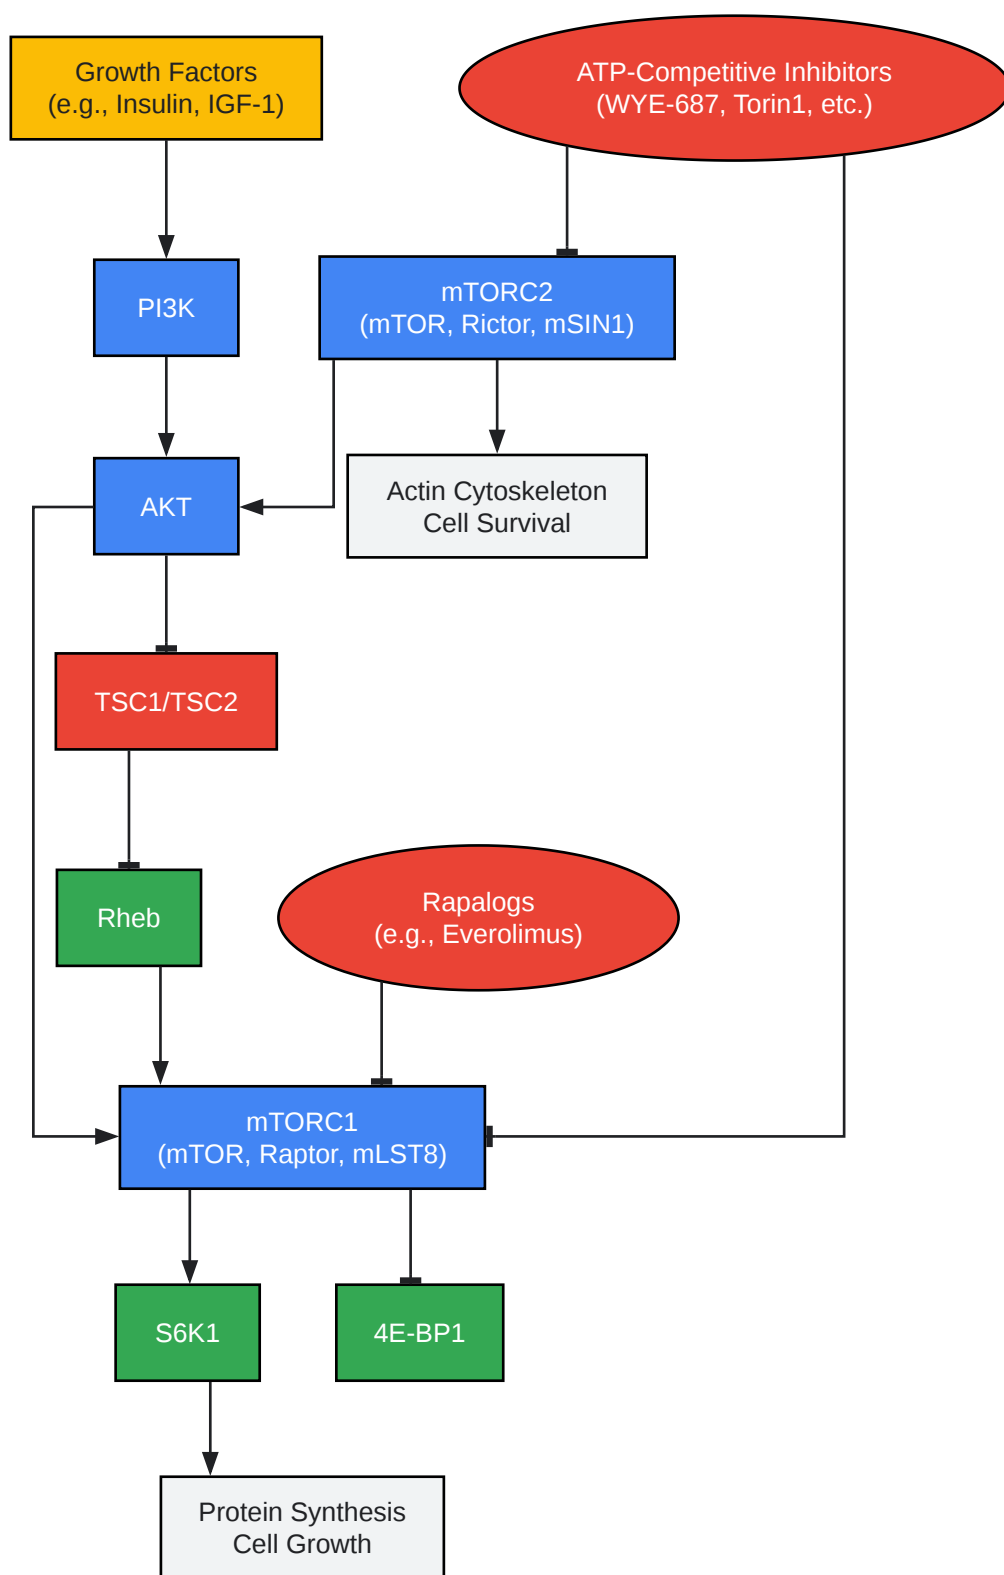 Growth Factors
(e.g., Insulin, IGF-1)
ATP-Competitive Inhibitors
(WYE-687, Torin1, etc.)
PI3K
mTORC2
(mTOR, Rictor, mSIN1)
AKT
Actin Cytoskeleton
Cell Survival
TSC1/TSC2
Rheb
Rapalogs
(e.g., Everolimus)
mTORC1
(mTOR, Raptor, mLST8)
S6K1
4E-BP1
Protein Synthesis
Cell Growth